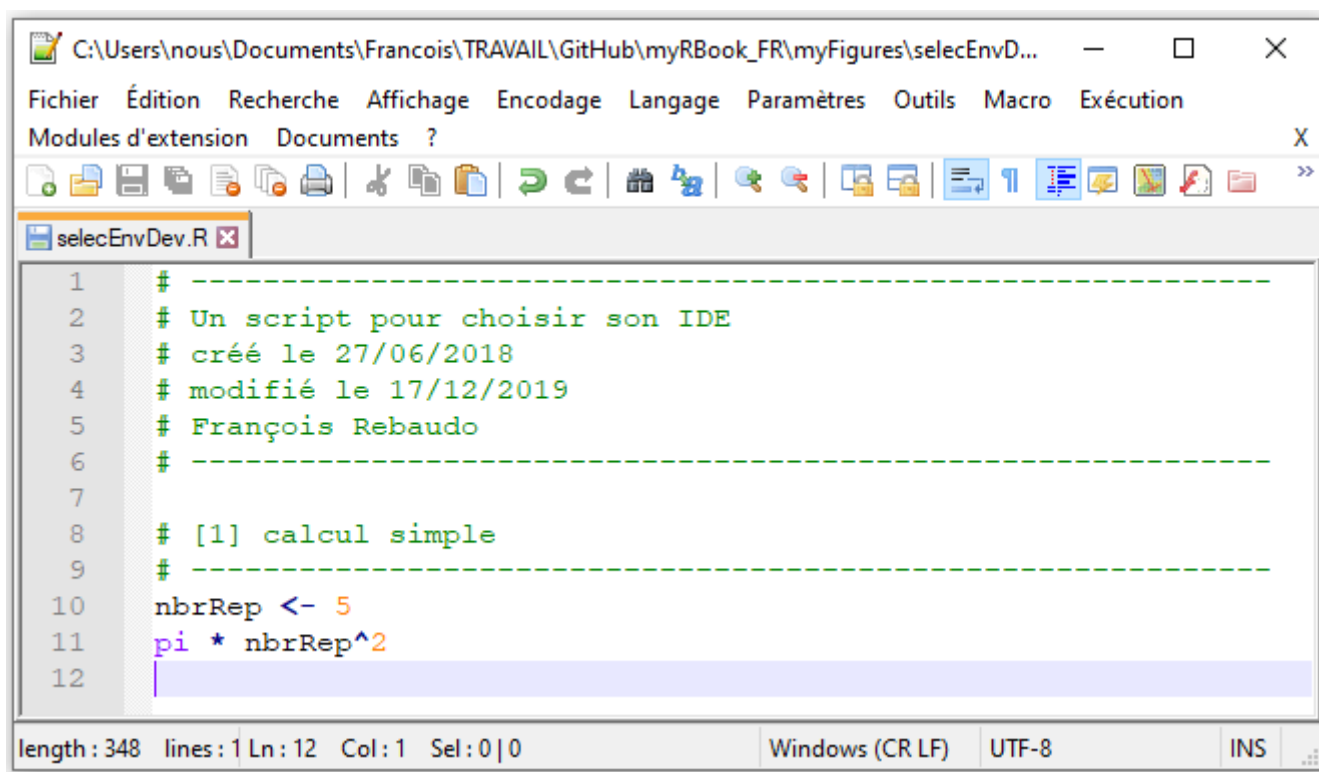 C:\Users\nous\Documents\Francois\TRAVAIL\GitHub\myRBook_FR\myFigures\selecEnvD...
Fichier Édition Recherche Affichage Encodage Langage Paramètres Outils Macro Exécution
Modules d'extension Documents ? X
selecEnvDev.R
1 # ------------------------------------------------------------
2 # Un script pour choisir son IDE
3 # créé le 27/06/2018
4 # modifié le 17/12/2019
5 # François Rebaudo
6 # ------------------------------------------------------------
7
8 # [1] calcul simple
9 # ------------------------------------------------------------
10 nbrRep <- 5
11 pi * nbrRep^2
12
length : 348 lines : 1 Ln : 12 Col : 1 Sel : 0 | 0 Windows (CR LF) UTF-8 INS